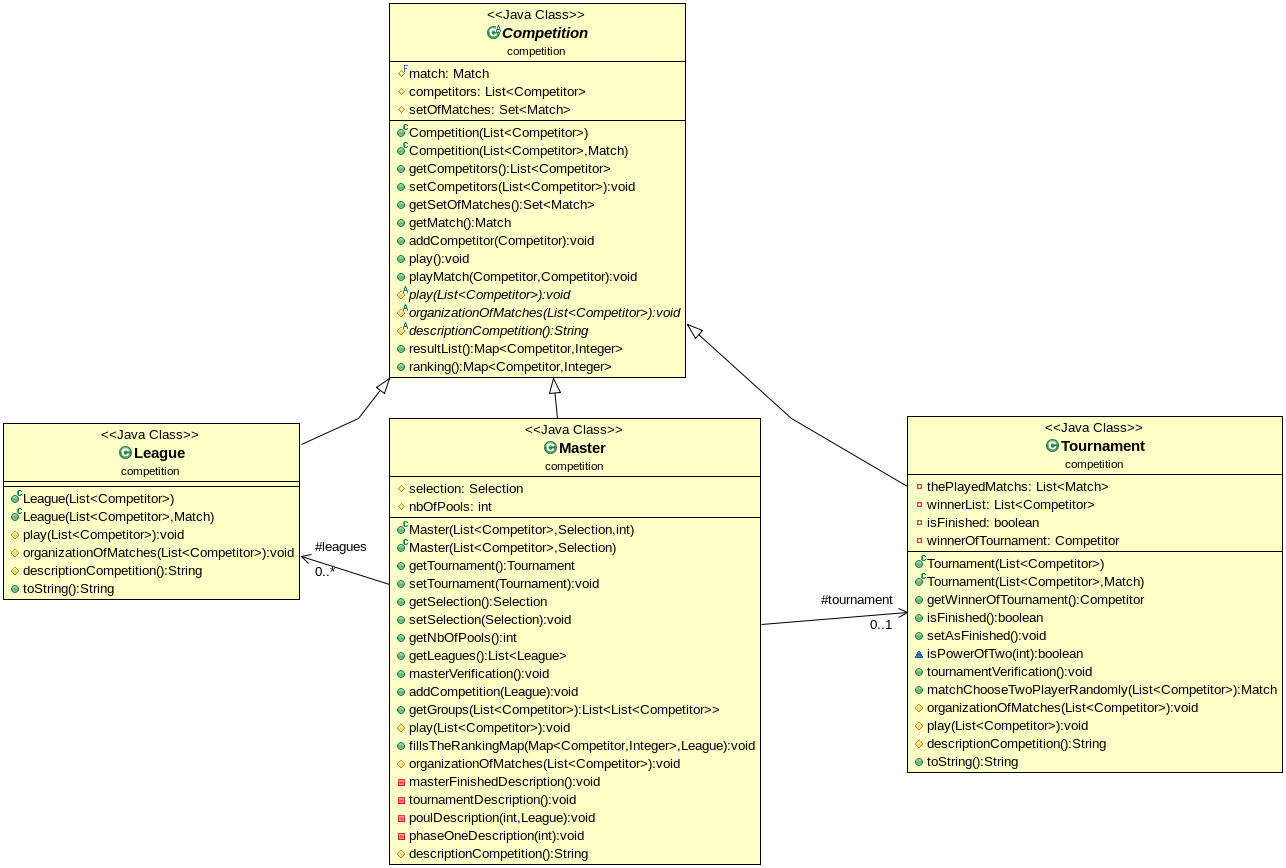 <<Java Class>>
Competition
competition
match: Match
competitors: List<Competitor>
setOfMatches: Set<Match>
Competition(List<Competitor>)
Competition(List<Competitor>,Match)
getCompetitors():List<Competitor>
setCompetitors(List<Competitor>):void
getSetOfMatches():Set<Match>
getMatch():Match
addCompetitor(Competitor):void
play():void
playMatch(Competitor,Competitor):void
play(List<Competitor>):void
organizationOfMatches(List<Competitor>):void
descriptionCompetition():String
resultList():Map<Competitor,Integer>
ranking():Map<Competitor,Integer>
<<Java Class>>
League
competition
League(List<Competitor>)
League(List<Competitor>,Match)
play(List<Competitor>):void
organizationOfMatches(List<Competitor>):void
descriptionCompetition():String
toString():String
#leagues
0..*
<<Java Class>>
Master
competition
selection: Selection
nbOfPools: int
Master(List<Competitor>,Selection,int)
Master(List<Competitor>,Selection)
getTournament():Tournament
setTournament(Tournament):void
getSelection():Selection
setSelection(Selection):void
getNbOfPools():int
getLeagues():List<League>
masterVerification():void
addCompetition(League):void
getGroups(List<Competitor>):List<List<Competitor>>
play(List<Competitor>):void
fillsTheRankingMap(Map<Competitor,Integer>,League):void
organizationOfMatches(List<Competitor>):void
masterFinishedDescription():void
tournamentDescription():void
poulDescription(int,League):void
phaseOneDescription(int):void
descriptionCompetition():String
#tournament
0..1
<<Java Class>>
Tournament
competition
thePlayedMatchs: List<Match>
winnerList: List<Competitor>
isFinished: boolean
winnerOfTournament: Competitor
Tournament(List<Competitor>)
Tournament(List<Competitor>,Match)
getWinnerOfTournament():Competitor
isFinished():boolean
setAsFinished():void
isPowerOfTwo(int):boolean
tournamentVerification():void
matchChooseTwoPlayerRandomly(List<Competitor>):Match
organizationOfMatches(List<Competitor>):void
play(List<Competitor>):void
descriptionCompetition():String
toString():String